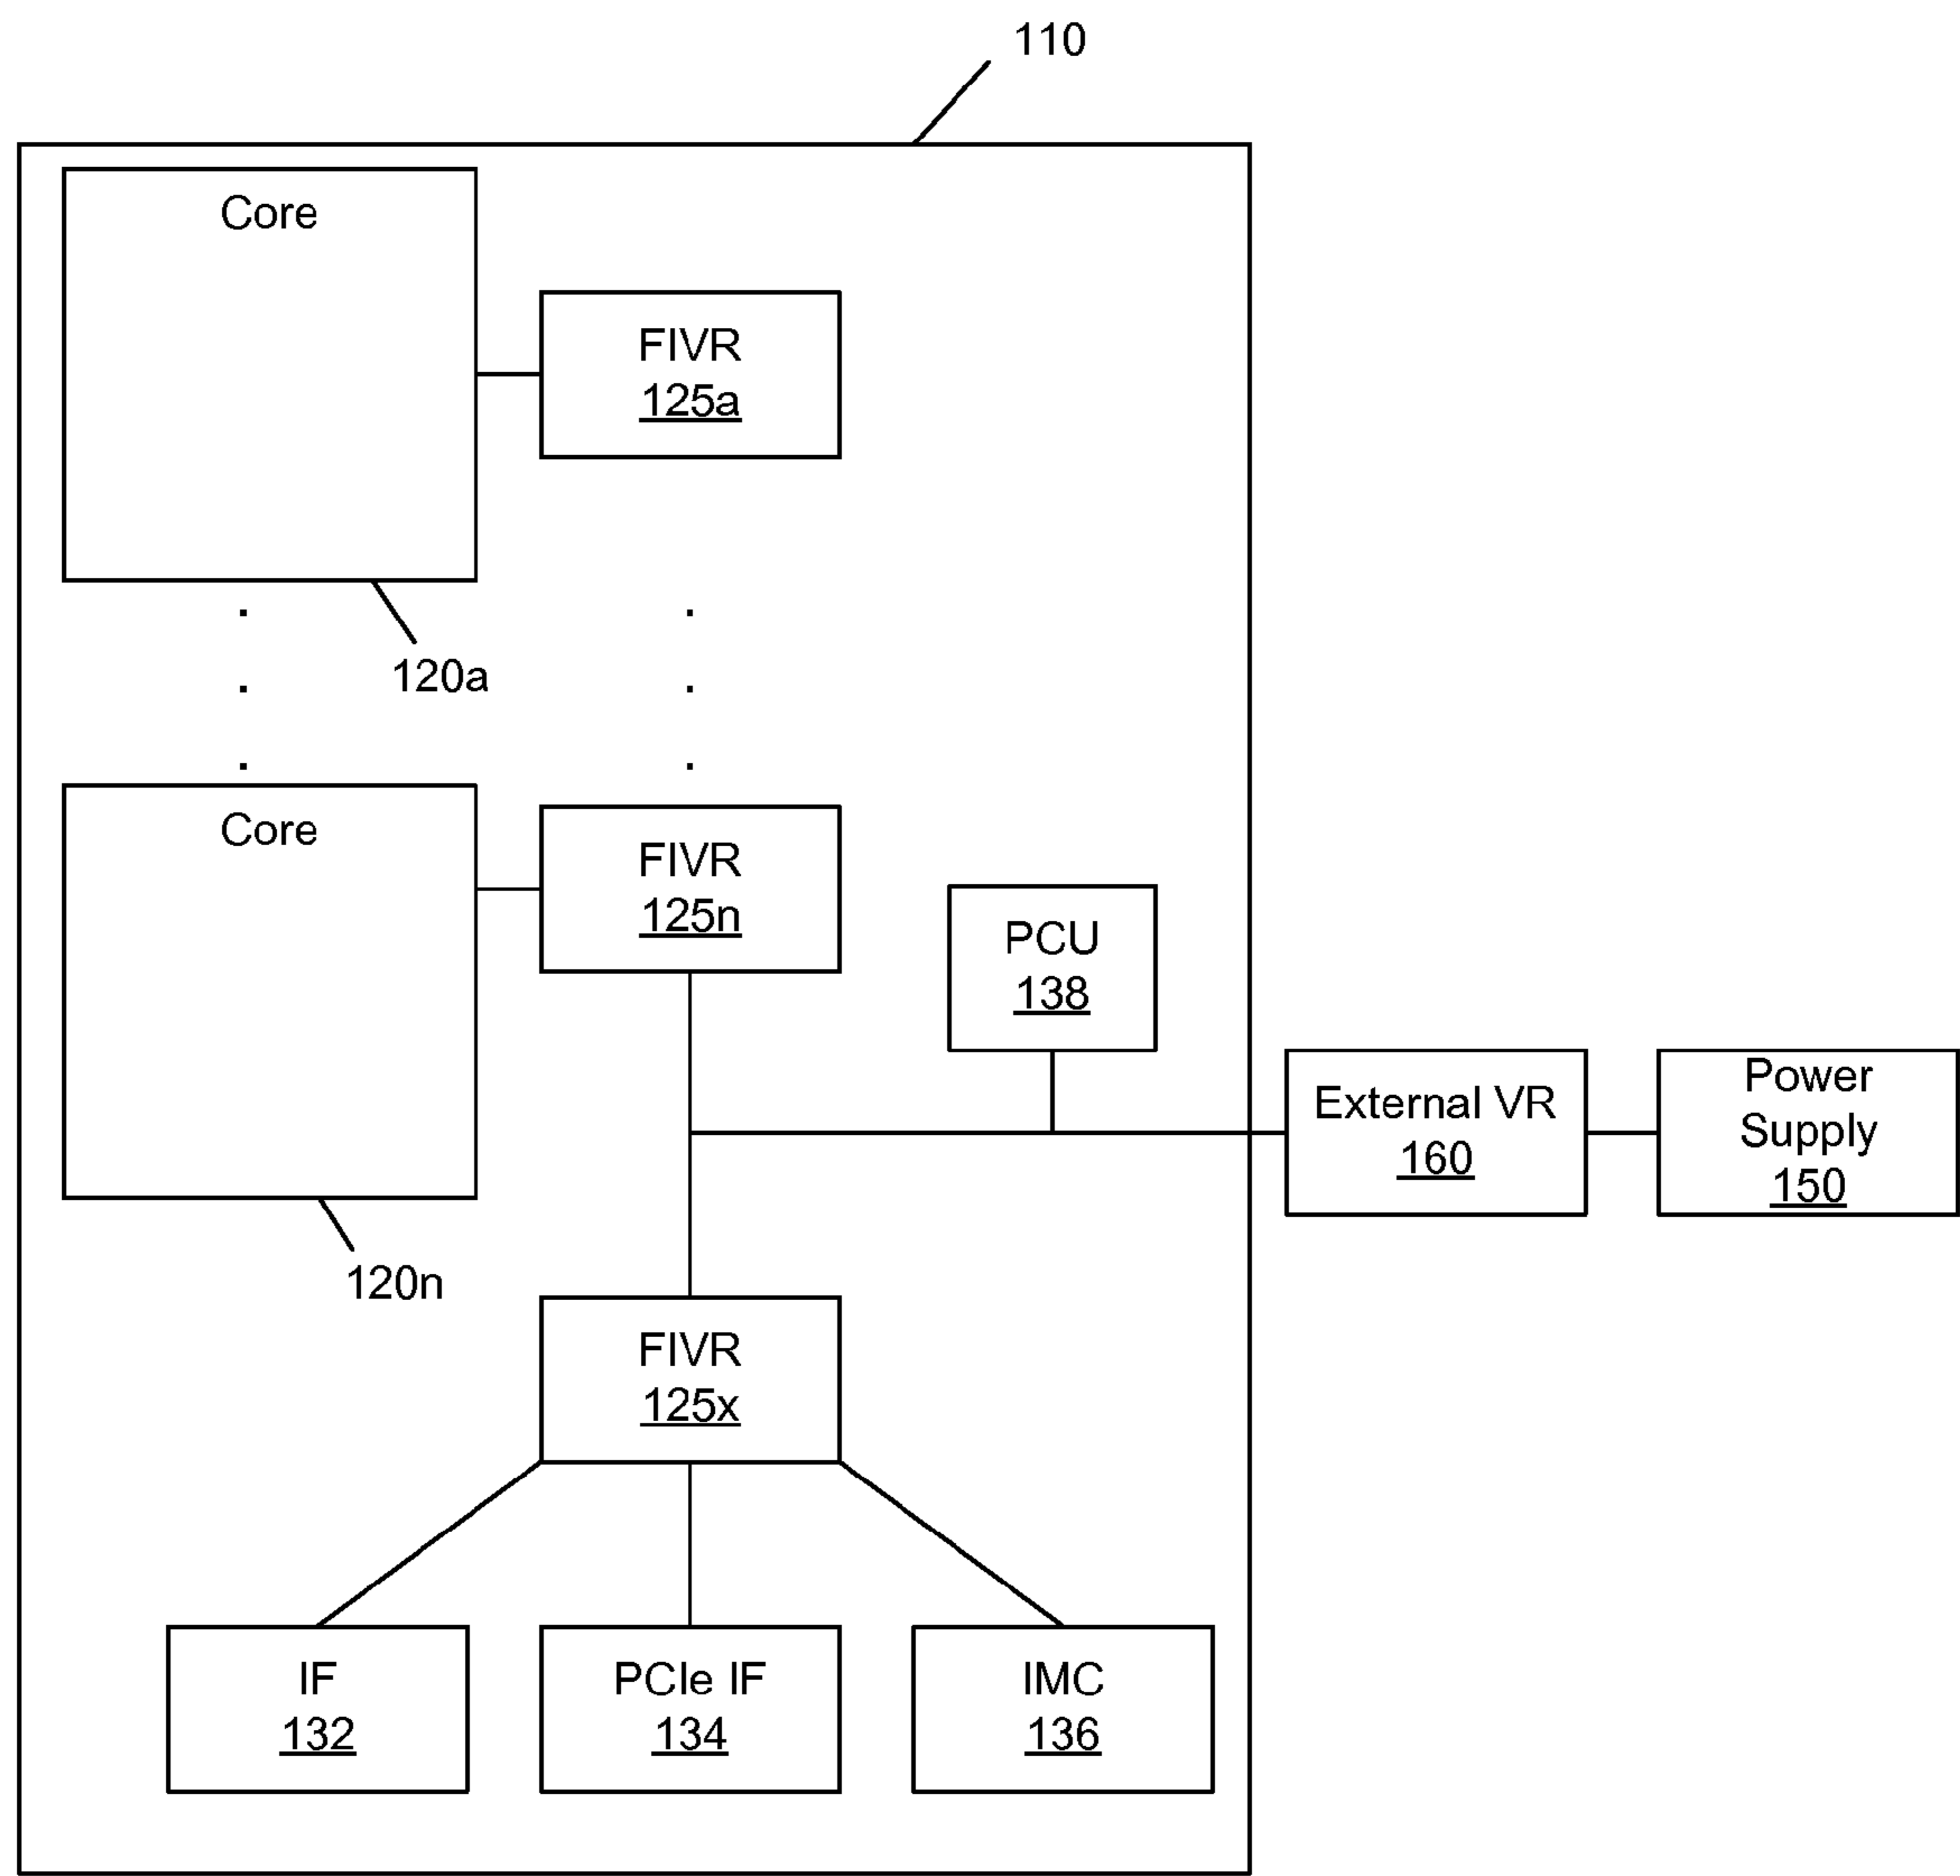 110
Core
FIVR
125a
120a
Core
FIVR
125n
PCU
138
External VR
160
Power
Supply
150
120n
FIVR
125x
IF
132
PCIe IF
134
IMC
136